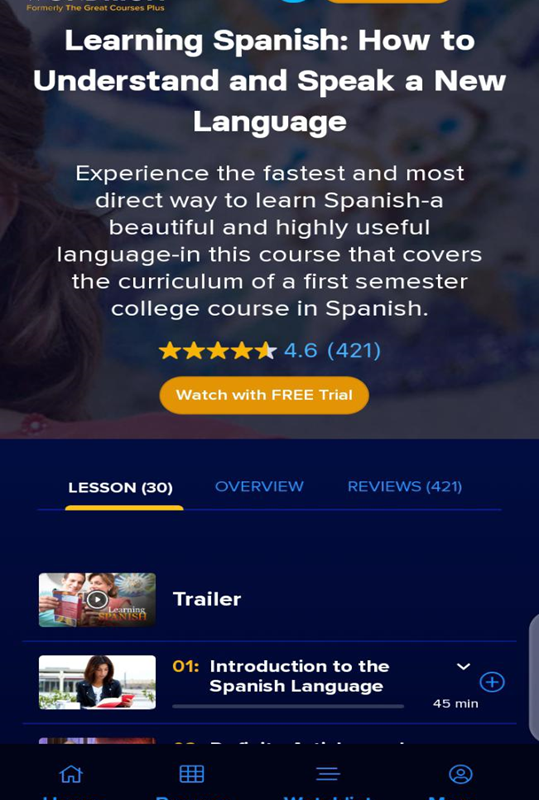 Formerly The Great Courses Plus
Learning Spanish: How to
Understand and Speak a New
Language
Experience the fastest and most
direct way to learn Spanish-a
beautiful and highly useful
language-in this course that covers
the curriculum of a first semester
college course in Spanish.
4.6 (421)
Watch with FREE Trial
LESSON (30) OVERVIEW REVIEWS (421)
Learning
SPANISH
Trailer
01: Introduction to the
Spanish Language
45 min